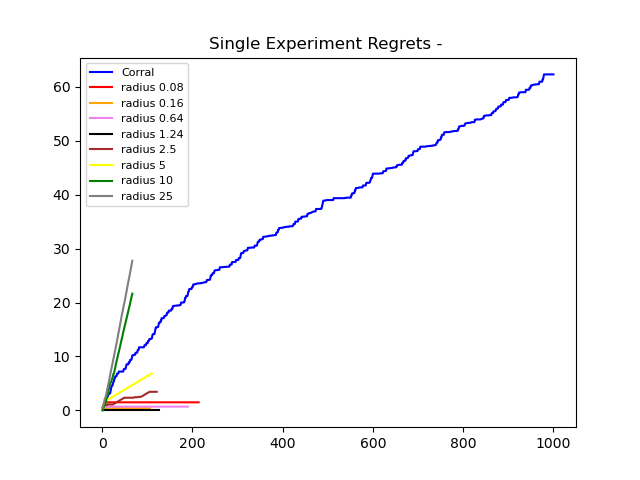 Single Experiment Regrets -
Corral
radius 0.08
radius 0.16
radius 0.64
radius 1.24
radius 2.5
radius 5
radius 10
radius 25
60
50
40
30
20
10
0
0 200 400 600 800 1000